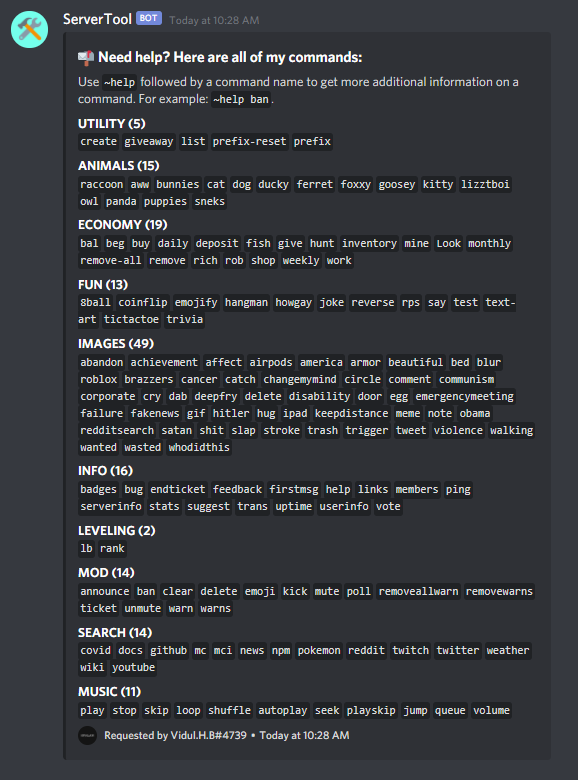 ServerTool BOT Today at 10:28 AM
Need help? Here are all of my commands:
Use ~help followed by a command name to get more additional information on a
command. For example: ~help ban .
UTILITY (5)
create giveaway list prefix-reset prefix
ANIMALS (15)
raccoon aww bunnies cat dog ducky ferret foxxy goosey kitty lizztboi
owl panda puppies sneks
ECONOMY (19)
bal beg buy daily deposit fish give hunt inventory mine Look monthly
remove-all remove rich rob shop weekly work
FUN (13)
8ball coinflip emojify hangman howgay joke reverse rps say test text-
art tictactoe trivia
IMAGES (49)
abandon achievement affect airpods america armor beautiful bed blur
roblox brazzers cancer catch changemymind circle comment communism
corporate cry dab deepfry delete disability door egg emergencymeeting
failure fakenews gif hitler hug ipad keepdistance meme note obama
redditsearch satan shit slap stroke trash trigger tweet violence walking
wanted wasted whodidthis
INFO (16)
badges bug endticket feedback firstmsg help links members ping
serverinfo stats suggest trans uptime userinfo vote
LEVELING (2)
lb rank
MOD (14)
announce ban clear delete emoji kick mute poll removeallwarn removewarns
ticket unmute warn warns
SEARCH (14)
covid docs github mc mci news npm pokemon reddit twitch twitter weather
wiki youtube
MUSIC (11)
play stop skip loop shuffle autoplay seek playskip jump queue volume
Requested by Vidul.H.B#4739 • Today at 10:28 AM